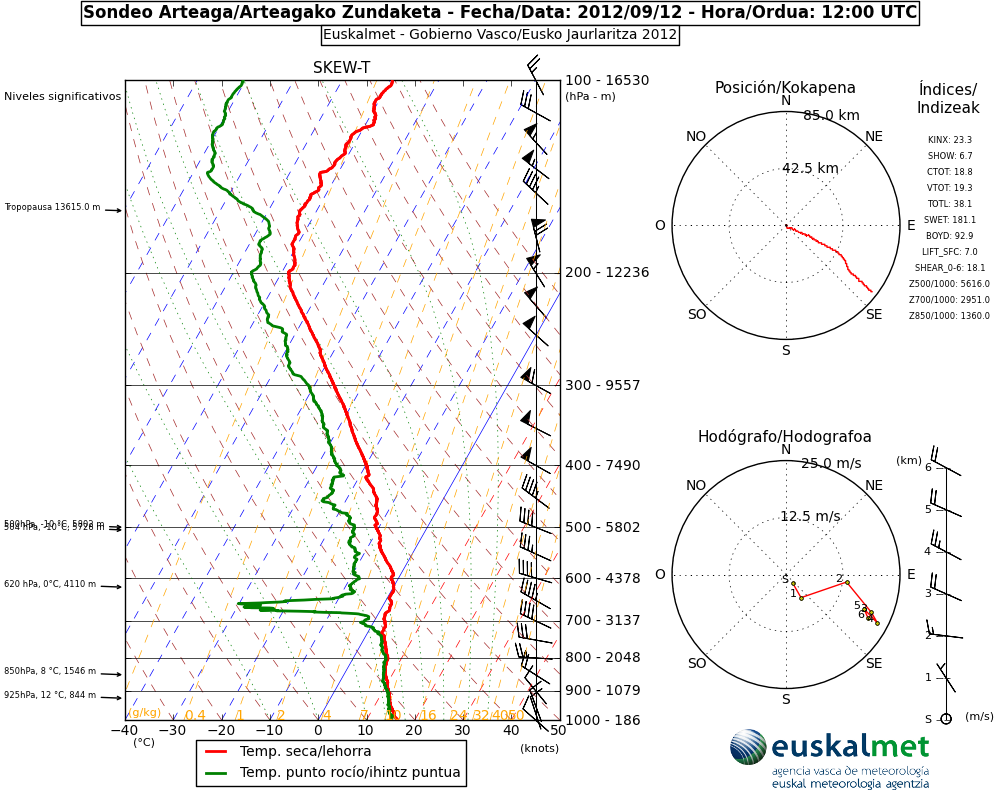 Sondeo Arteaga/Arteagako Zundaketa - Fecha/Data: 2012/09/12 - Hora/Ordua: 12:00 UTC
Euskalmet - Gobierno Vasco/Eusko Jaurlaritza 2012
SKEW-T
Niveles significativos
Tropopausa 13615.0 m
620 hPa, 0°C, 4110 m
850hPa, 8 °C, 1546 m
925hPa, 12 °C, 844 m
100 - 16530
(hPa - m)
200 - 12236
300 - 9557
400 - 7490
500 - 5802
600 - 4378
700 - 3137
800 - 2048
900 - 1079
1000 - 186
(g/kg) 0.4 1 2 4 7 10 16 24 32 40 50
−40 −30 −20 −10 0 10 20 30 40 50
(°C)
(knots)
Temp. seca/lehorra
Temp. punto rocío/ihintz puntua
Posición/Kokapena
N
85.0 km
NO
NE
42.5 km
O
E
SO
SE
S
Índices/
Indizeak
KINX: 23.3
SHOW: 6.7
CTOT: 18.8
VTOT: 19.3
TOTL: 38.1
SWET: 181.1
BOYD: 92.9
LIFT_SFC: 7.0
SHEAR_0-6: 18.1
Z500/1000: 5616.0
Z700/1000: 2951.0
Z850/1000: 1360.0
Hodógrafo/Hodografoa
N
25.0 m/s
NO
NE
12.5 m/s
O
E
S
1
2
5
6
SO
SE
S
(km)
6
5
4
3
2
1
S
(m/s)
euskalmet
agencia vasca de meteorología
euskal meteorologia agentzia